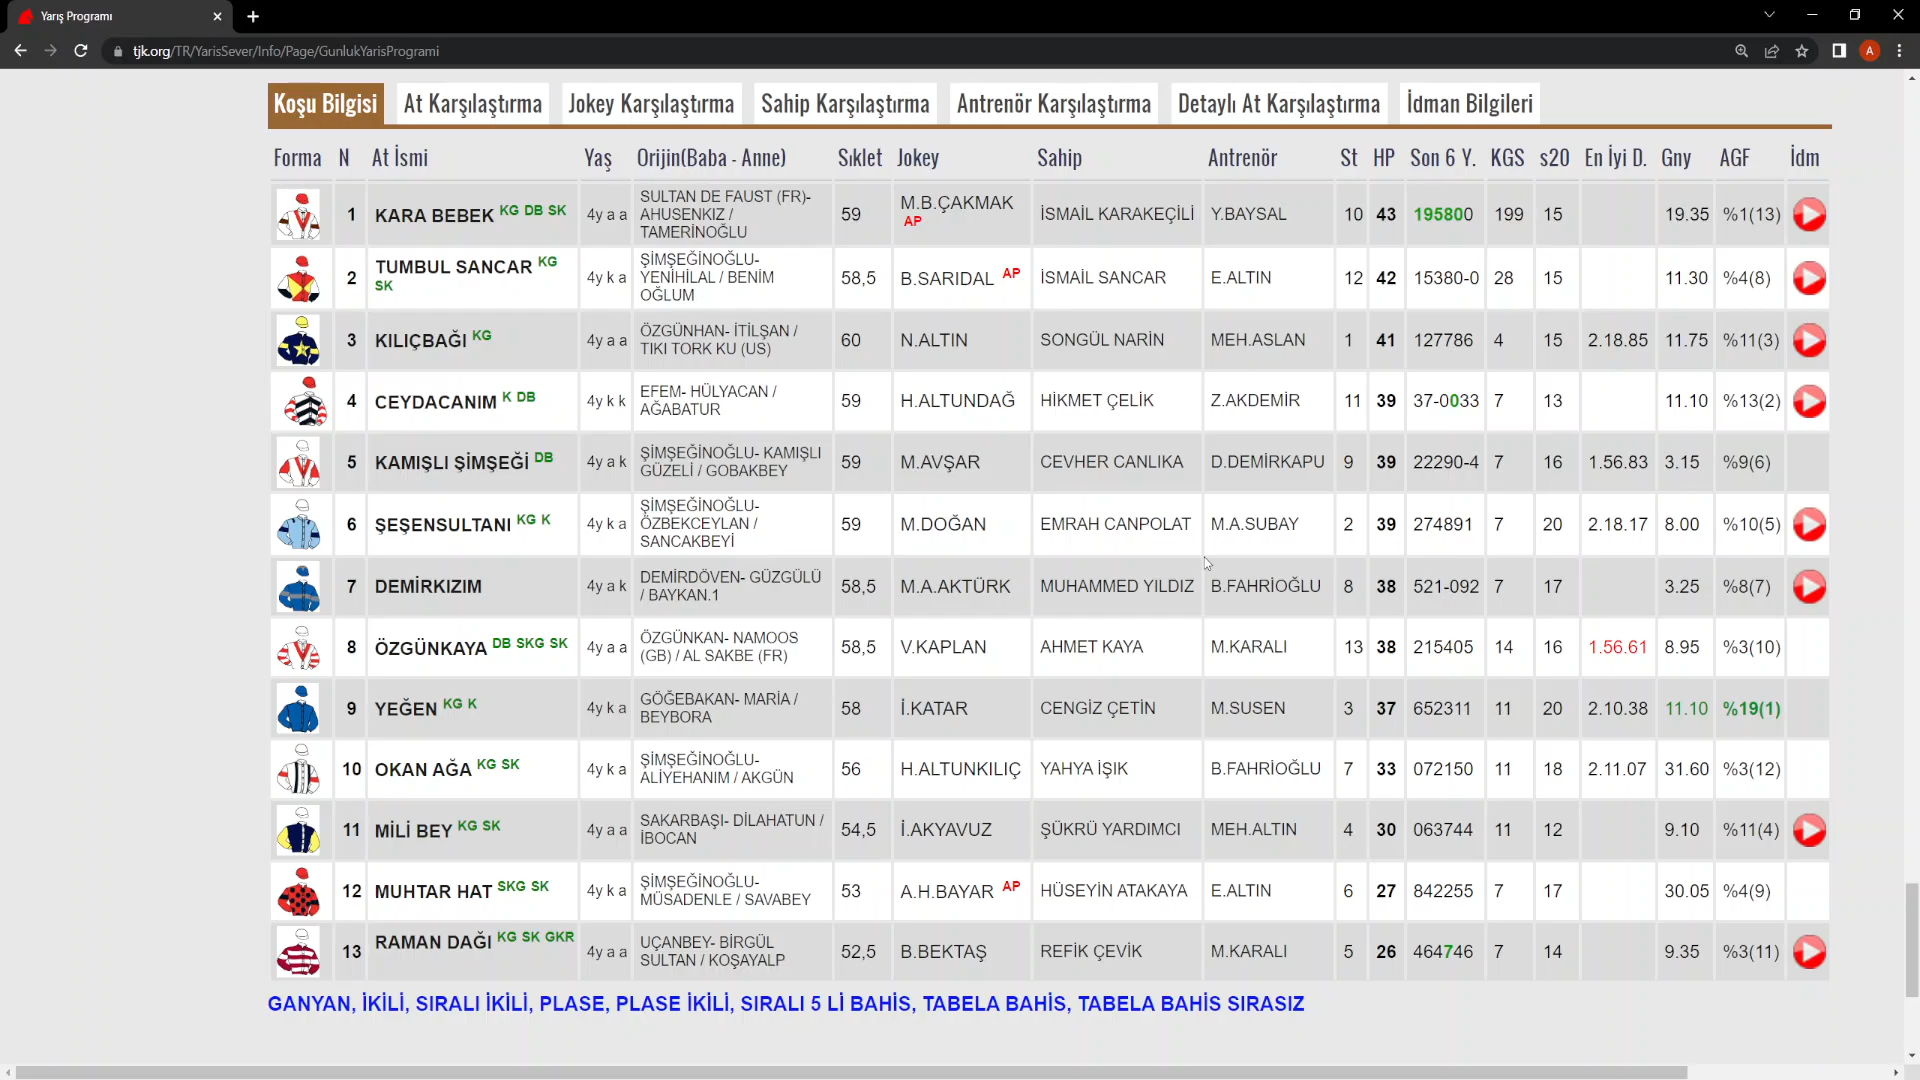 Yarış Programı
tjk.org/TR/YarisSever/Info/Page/GunlukYarisProgrami
A
Koşu Bilgisi At Karşılaştırma Jokey Karşılaştırma Sahip Karşılaştırma Antrenör Karşılaştırma Detaylı At Karşılaştırma İdman Bilgileri
Forma N At İsmi Yaş Orijin(Baba - Anne) Sıklet Jokey Sahip Antrenör St HP Son 6 Y. KGS s20 En İyi D. Gny AGF İdm
1 KARA BEBEK KG DB SK 4y a a SULTAN DE FAUST (FR)- AHUSENKIZ / TAMERİNOĞLU 59 M.B.ÇAKMAK AP İSMAİL KARAKEÇİLİ Y.BAYSAL 10 43 195800 199 15 19.35 %1(13)
2 TUMBUL SANCAR KG SK 4y k a ŞİMŞEĞİNOĞLU- YENİHİLAL / BENİM OĞLUM 58,5 B.SARIDAL AP İSMAİL SANCAR E.ALTIN 12 42 15380-0 28 15 11.30 %4(8)
3 KILIÇBAĞI KG 4y a a ÖZGÜNHAN- İTİLŞAN / TIKI TORK KU (US) 60 N.ALTIN SONGÜL NARİN MEH.ASLAN 1 41 127786 4 15 2.18.85 11.75 %11(3)
4 CEYDACANIM K DB 4y k k EFEM- HÜLYACAN / AĞABATUR 59 H.ALTUNDAĞ HİKMET ÇELİK Z.AKDEMİR 11 39 37-0033 7 13 11.10 %13(2)
5 KAMIŞLI ŞİMŞEĞİ DB 4y a k ŞİMŞEĞİNOĞLU- KAMIŞLI GÜZELİ / GOBAKBEY 59 M.AVŞAR CEVHER CANLIKA D.DEMİRKAPU 9 39 22290-4 7 16 1.56.83 3.15 %9(6)
6 ŞEŞENSULTANI KG K 4y k a ŞİMŞEĞİNOĞLU- ÖZBEKCEYLAN / SANCAKBEYİ 59 M.DOĞAN EMRAH CANPOLAT M.A.SUBAY 2 39 274891 7 20 2.18.17 8.00 %10(5)
7 DEMİRKIZIM 4y a k DEMİRDÖVEN- GÜZGÜLÜ / BAYKAN.1 58,5 M.A.AKTÜRK MUHAMMED YILDIZ B.FAHRİOĞLU 8 38 521-092 7 17 3.25 %8(7)
8 ÖZGÜNKAYA DB SKG SK 4y a a ÖZGÜNKAN- NAMOOS (GB) / AL SAKBE (FR) 58,5 V.KAPLAN AHMET KAYA M.KARALI 13 38 215405 14 16 1.56.61 8.95 %3(10)
9 YEĞEN KG K 4y k a GÖĞEBAKAN- MARİA / BEYBORA 58 İ.KATAR CENGİZ ÇETİN M.SUSEN 3 37 652311 11 20 2.10.38 11.10 %19(1)
10 OKAN AĞA KG SK 4y k a ŞİMŞEĞİNOĞLU- ALİYEHANIM / AKGÜN 56 H.ALTUNKILIÇ YAHYA IŞIK B.FAHRİOĞLU 7 33 072150 11 18 2.11.07 31.60 %3(12)
11 MİLİ BEY KG SK 4y a a SAKARBAŞI- DİLAHATUN / İBOCAN 54,5 İ.AKYAVUZ ŞÜKRÜ YARDIMCI MEH.ALTIN 4 30 063744 11 12 9.10 %11(4)
12 MUHTAR HAT SKG SK 4y k a ŞİMŞEĞİNOĞLU- MÜSADENLE / SAVABEY 53 A.H.BAYAR AP HÜSEYİN ATAKAYA E.ALTIN 6 27 842255 7 17 30.05 %4(9)
13 RAMAN DAĞI KG SK GKR 4y a a UÇANBEY- BİRGÜL SULTAN / KOŞAYALP 52,5 B.BEKTAŞ REFİK ÇEVİK M.KARALI 5 26 464746 7 14 9.35 %3(11)
GANYAN, İKİLİ, SIRALI İKİLİ, PLASE, PLASE İKİLİ, SIRALI 5 Lİ BAHİS, TABELA BAHİS, TABELA BAHİS SIRASIZ